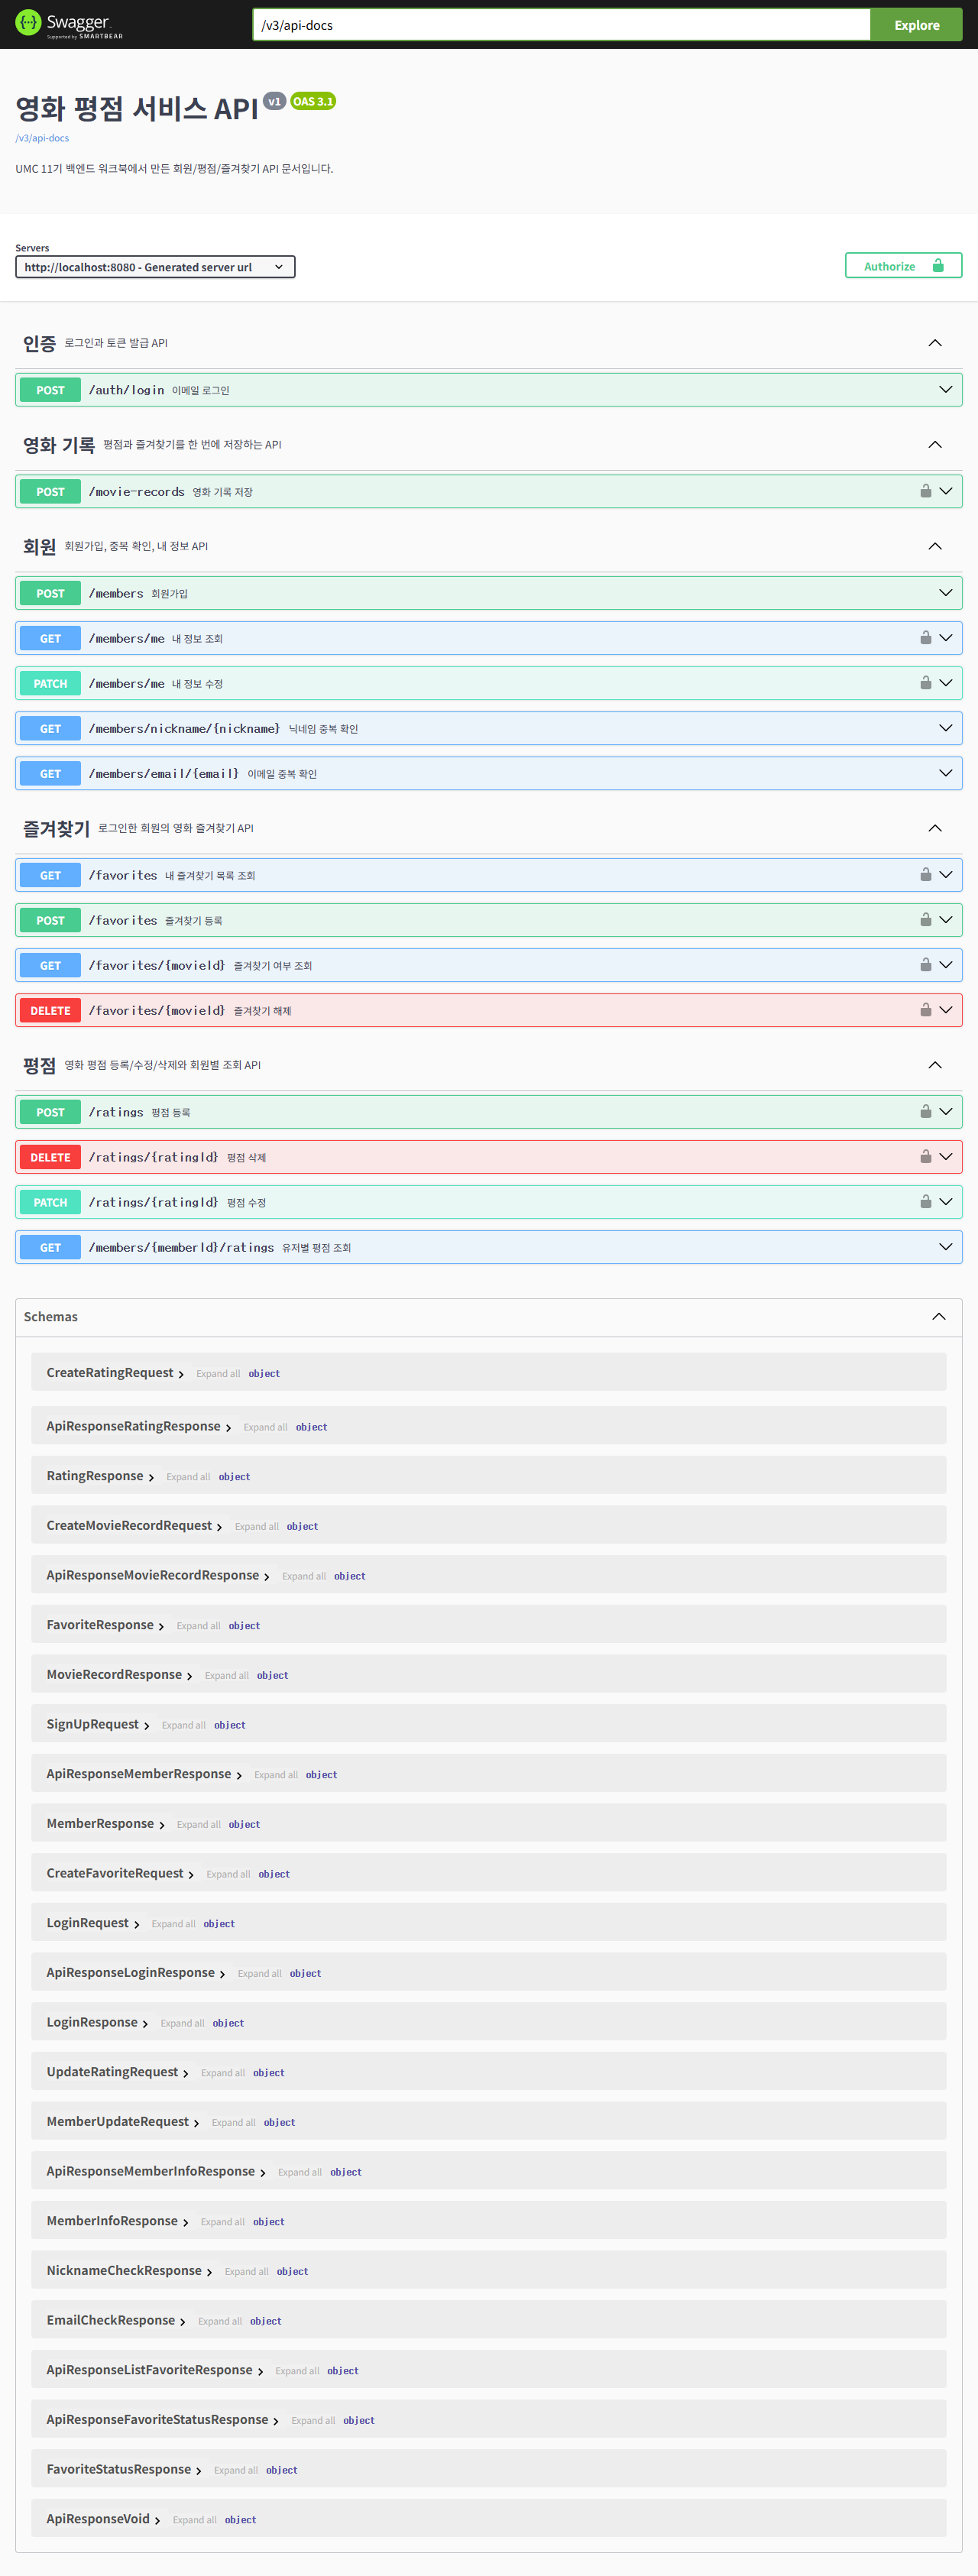 Swagger
Supported by SMARTBEAR
/v3/api-docs
Explore
영화 평점 서비스 API v1 OAS 3.1
/v3/api-docs
UMC 11기 백엔드 워크북에서 만든 회원/평점/즐겨찾기 API 문서입니다.
Servers
http://localhost:8080 - Generated server url
Authorize
인증 로그인과 토큰 발급 API
POST /auth/login 이메일 로그인
영화 기록 평점과 즐겨찾기를 한 번에 저장하는 API
POST /movie-records 영화 기록 저장
회원 회원가입, 중복 확인, 내 정보 API
POST /members 회원가입
GET /members/me 내 정보 조회
PATCH /members/me 내 정보 수정
GET /members/nickname/{nickname} 닉네임 중복 확인
GET /members/email/{email} 이메일 중복 확인
즐겨찾기 로그인한 회원의 영화 즐겨찾기 API
GET /favorites 내 즐겨찾기 목록 조회
POST /favorites 즐겨찾기 등록
GET /favorites/{movieId} 즐겨찾기 여부 조회
DELETE /favorites/{movieId} 즐겨찾기 해제
평점 영화 평점 등록/수정/삭제와 회원별 조회 API
POST /ratings 평점 등록
DELETE /ratings/{ratingId} 평점 삭제
PATCH /ratings/{ratingId} 평점 수정
GET /members/{memberId}/ratings 유저별 평점 조회
Schemas
CreateRatingRequest Expand all object
ApiResponseRatingResponse Expand all object
RatingResponse Expand all object
CreateMovieRecordRequest Expand all object
ApiResponseMovieRecordResponse Expand all object
FavoriteResponse Expand all object
MovieRecordResponse Expand all object
SignUpRequest Expand all object
ApiResponseMemberResponse Expand all object
MemberResponse Expand all object
CreateFavoriteRequest Expand all object
LoginRequest Expand all object
ApiResponseLoginResponse Expand all object
LoginResponse Expand all object
UpdateRatingRequest Expand all object
MemberUpdateRequest Expand all object
ApiResponseMemberInfoResponse Expand all object
MemberInfoResponse Expand all object
NicknameCheckResponse Expand all object
EmailCheckResponse Expand all object
ApiResponseListFavoriteResponse Expand all object
ApiResponseFavoriteStatusResponse Expand all object
FavoriteStatusResponse Expand all object
ApiResponseVoid Expand all object